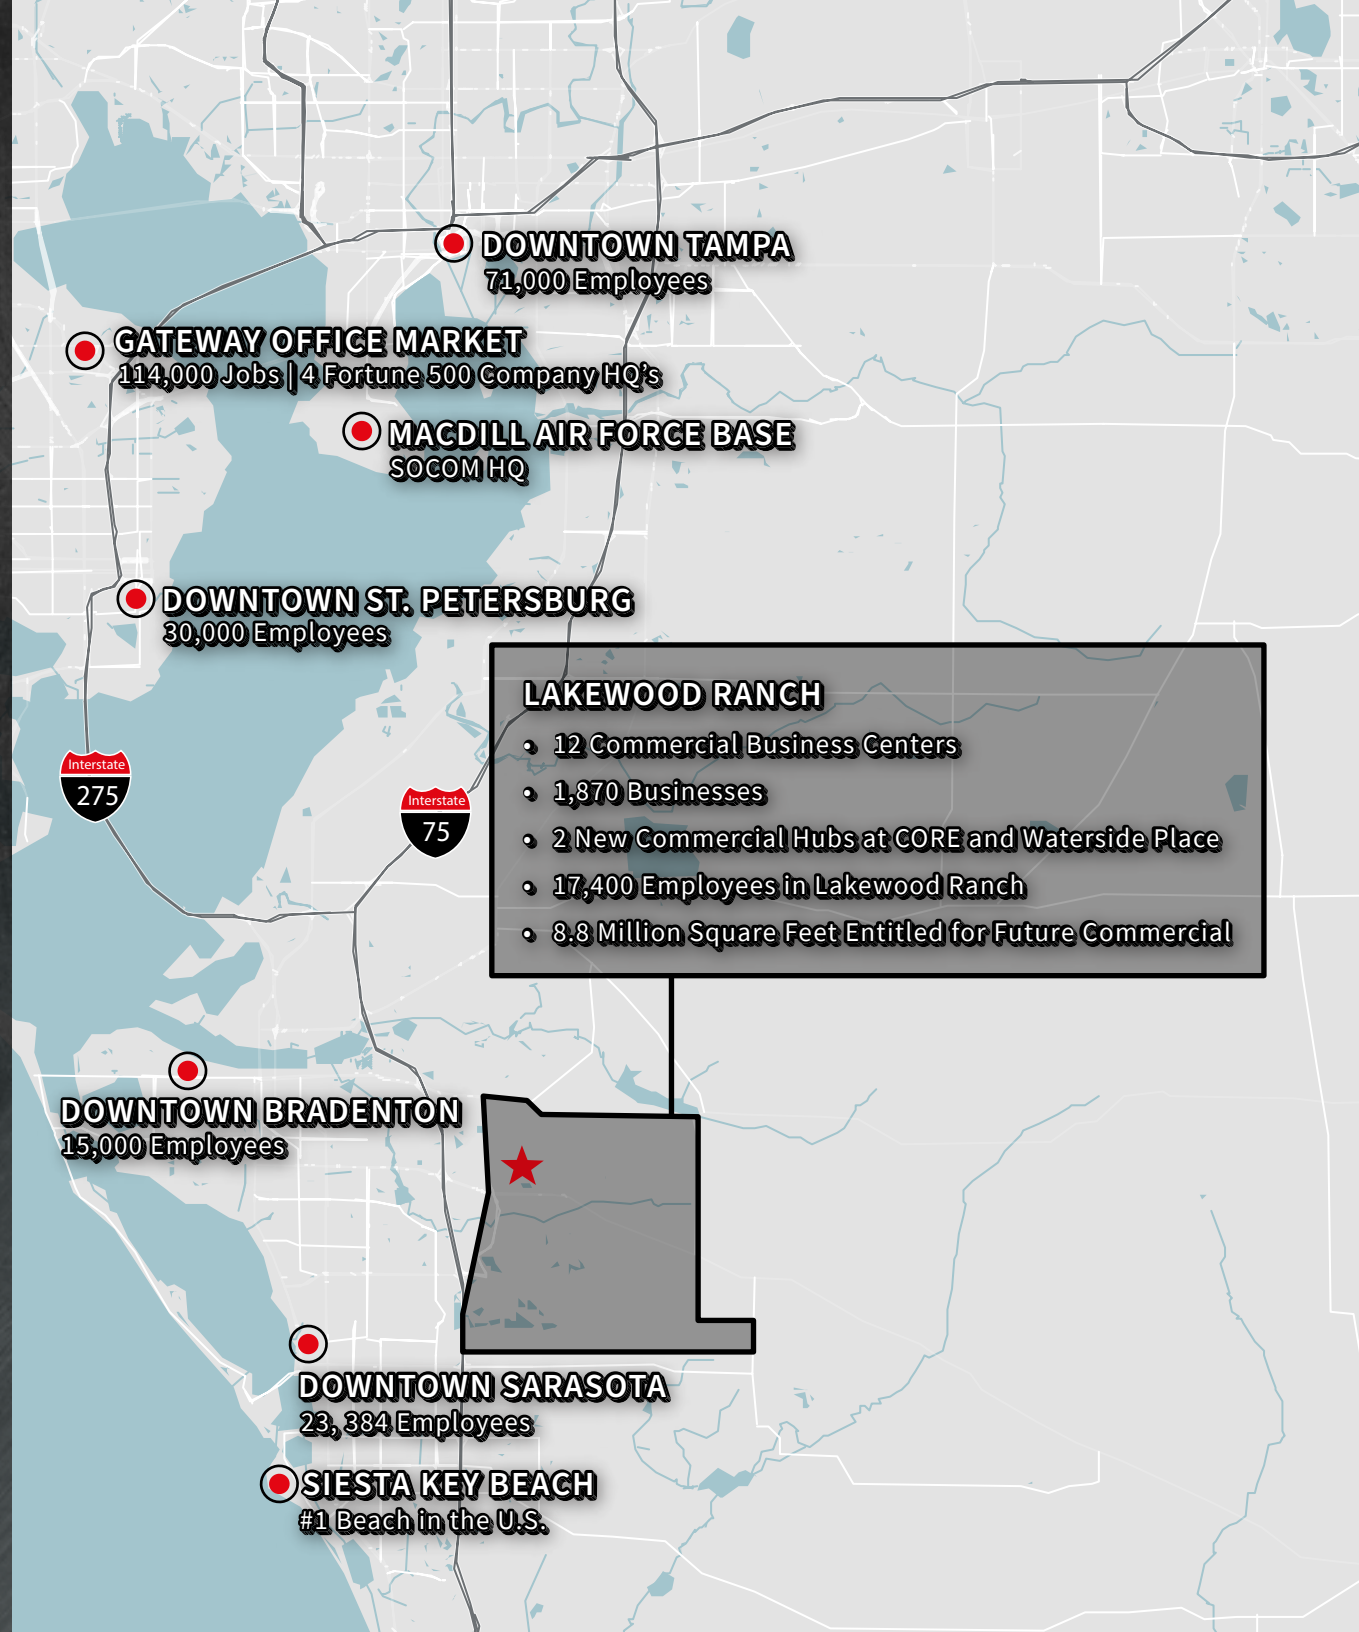 DOWNTOWN TAMPA
71,000 Employees
GATEWAY OFFICE MARKET
114,000 Jobs | 4 Fortune 500 Company HQ's
MACDILL AIR FORCE BASE
SOCOM HQ
DOWNTOWN ST. PETERSBURG
30,000 Employees
LAKEWOOD RANCH
• 12 Commercial Business Centers
• 1,870 Businesses
• 2 New Commercial Hubs at CORE and Waterside Place
• 17,400 Employees in Lakewood Ranch
• 8.8 Million Square Feet Entitled for Future Commercial
Interstate
275
Interstate
75
DOWNTOWN BRADENTON
15,000 Employees
DOWNTOWN SARASOTA
23, 384 Employees
SIESTA KEY BEACH
#1 Beach in the U.S.